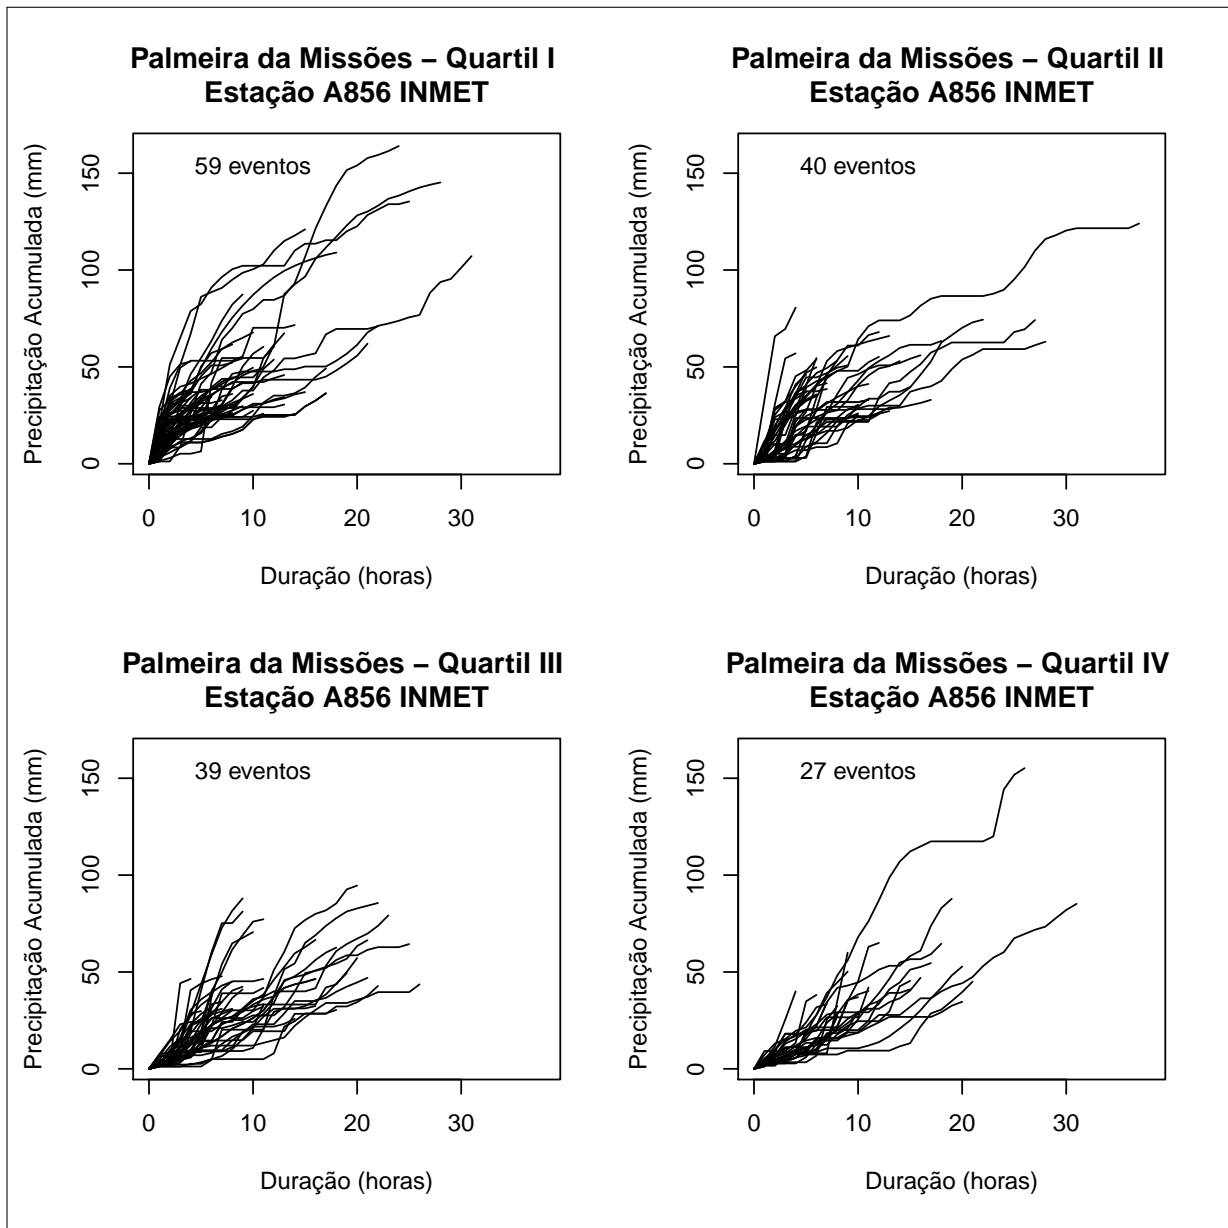 Palmeira da Missões – Quartil I
Estação A856 INMET
59 eventos
Precipitação Acumulada (mm)
0
50
100
150
0 10 20 30
Duração (horas)
Palmeira da Missões – Quartil II
Estação A856 INMET
40 eventos
Precipitação Acumulada (mm)
0
50
100
150
0 10 20 30
Duração (horas)
Palmeira da Missões – Quartil III
Estação A856 INMET
39 eventos
Precipitação Acumulada (mm)
0
50
100
150
0 10 20 30
Duração (horas)
Palmeira da Missões – Quartil IV
Estação A856 INMET
27 eventos
Precipitação Acumulada (mm)
0
50
100
150
0 10 20 30
Duração (horas)